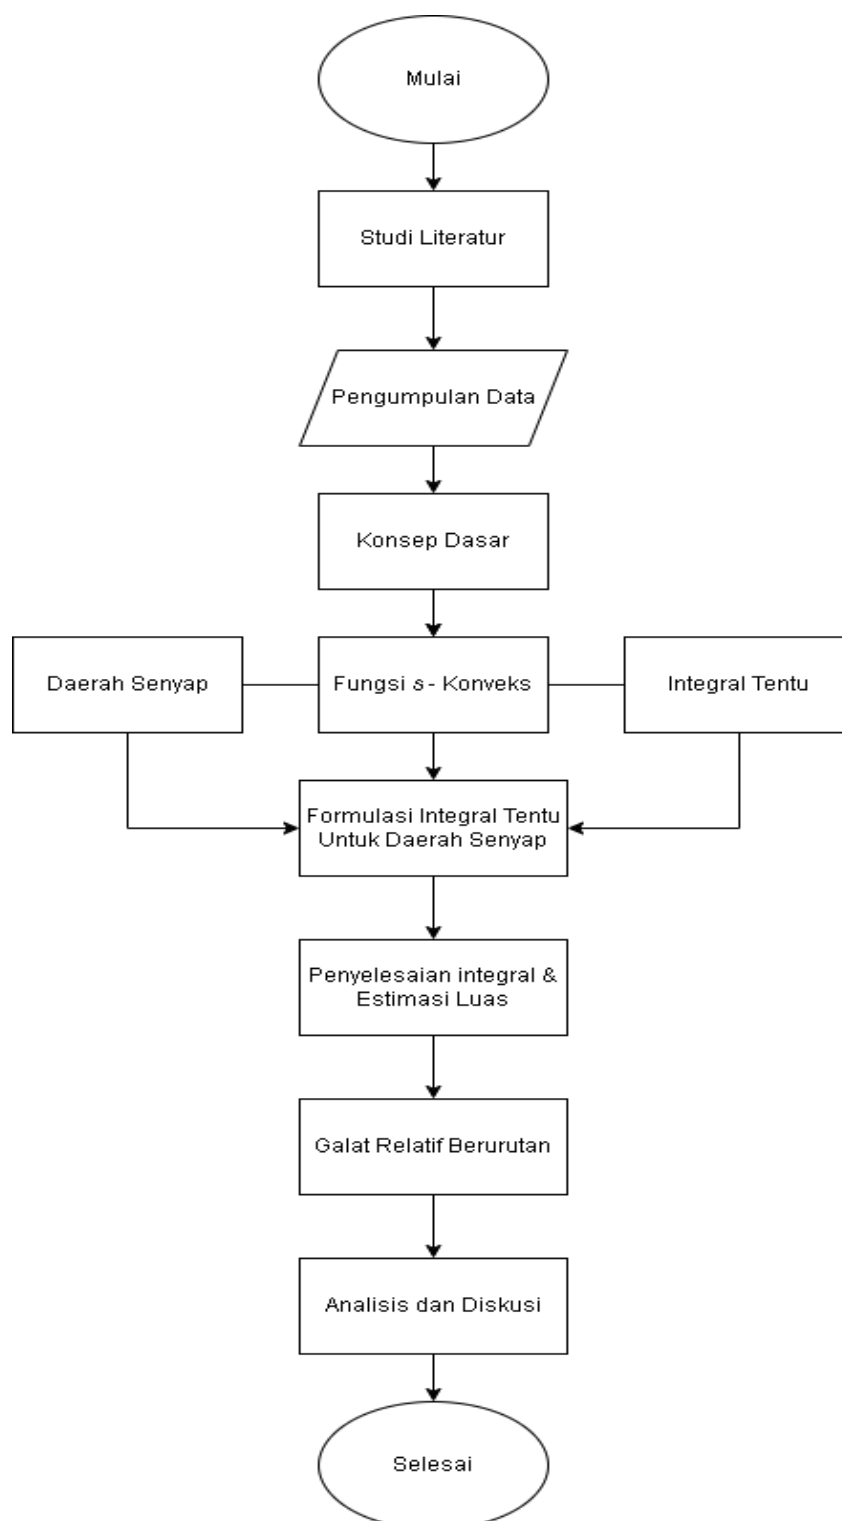 Mulai
Studi Literatur
Pengumpulan Data
Konsep Dasar
Daerah Senyap
Fungsi s - Konveks
Integral Tentu
Formulasi Integral Tentu
Untuk Daerah Senyap
Penyelesaian integral &
Estimasi Luas
Galat Relatif Berurutan
Analisis dan Diskusi
Selesai